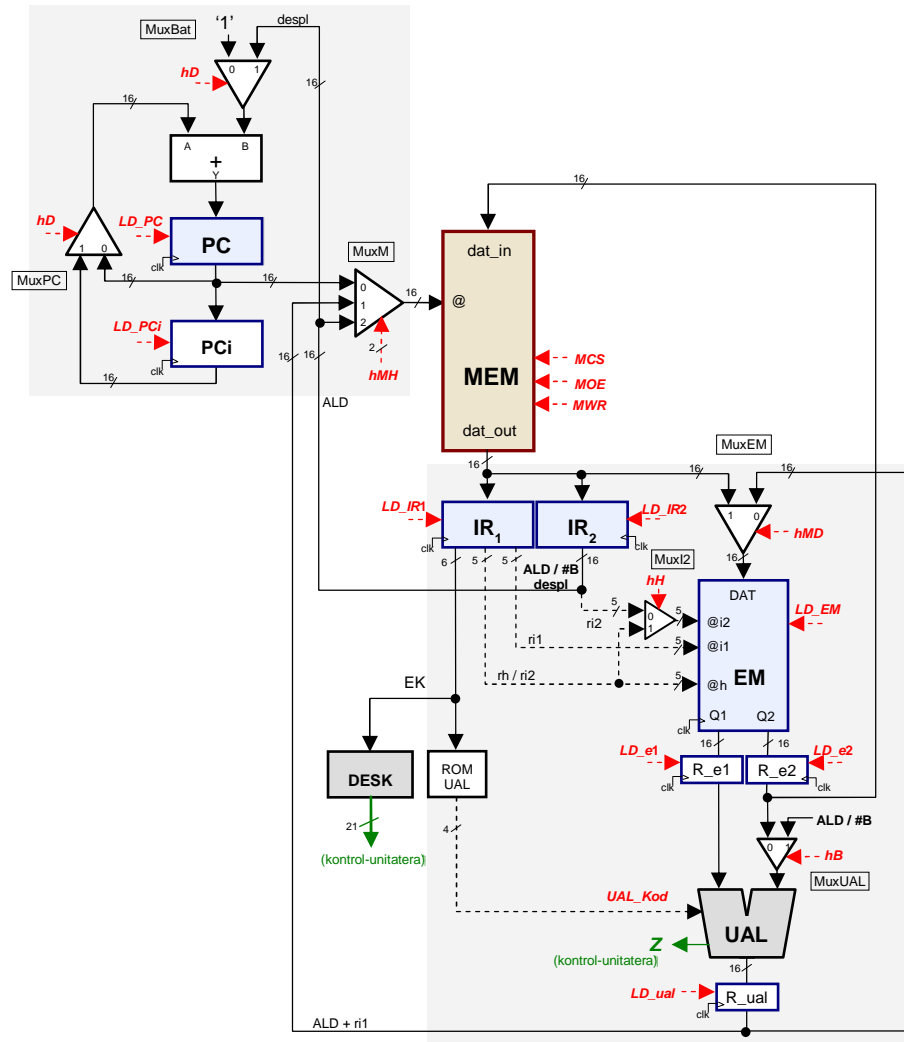 despl
'1'
MuxBat
0 1
hD
16
16
A B
+
Y
hD
LD_PC
PC
clk
1 0
MuxPC
16
16
LD_PCi
PCi
clk
16
16
16
MuxM
0
1
2
16
2
hMH
ALD
16
dat_in
@
MEM
MCS
MOE
MWR
dat_out
16
MuxEM
16
16
1 0
hMD
16
LD_IR1
IR1
clk
LD_IR2
IR2
clk
6
5
5
ALD / #B
despl
16
MuxI2
hH
5
0
1
5
ri2
ri1
5
rh / ri2
5
DAT
@i2
@i1
@h
EM
LD_EM
Q1 Q2
clk
16
16
EK
DESK
21
(kontrol-unitatera)
ROM
UAL
4
LD_e1
R_e1
clk
LD_e2
R_e2
clk
ALD / #B
0 1
hB
MuxUAL
UAL_Kod
UAL
Z
(kontrol-unitatera)
16
LD_ual
R_ual
clk
ALD + ri1